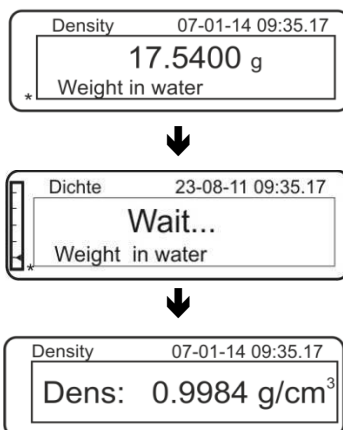 Density 07-01-14 09:35.17
17.5400 g
Weight in water
*
Dichte 23-08-11 09:35.17
Wait...
Weight in water
*
Density 07-01-14 09:35.17
Dens: 0.9984 g/cm³